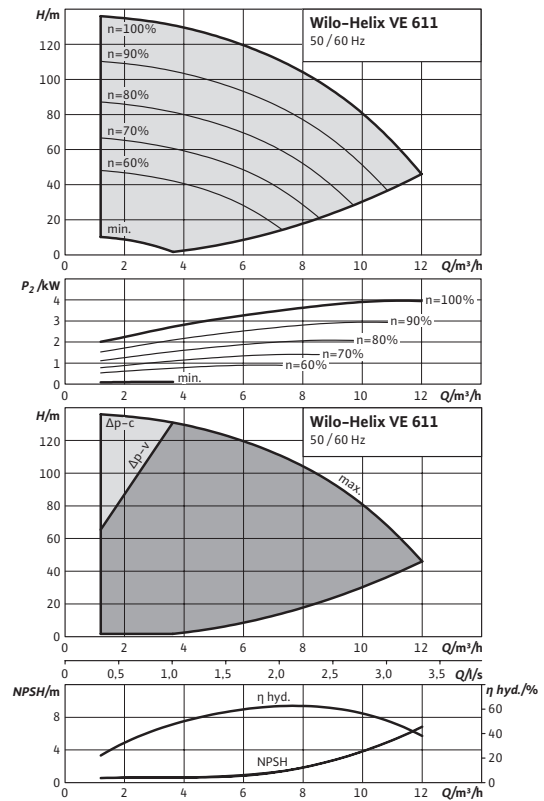 H/m
Wilo-Helix VE 611
50 / 60 Hz
n=100%
n=90%
n=80%
n=70%
n=60%
min.
120
100
80
60
40
20
0
0 2 4 6 8 10 12 Q/m³/h
P₂ /kW
4
3
2
1
0
n=100%
n=90%
n=80%
n=70%
n=60%
min.
0 2 4 6 8 10 12 Q/m³/h
H/m
Wilo-Helix VE 611
50 / 60 Hz
Δp-c
Δp-v
max.
120
100
80
60
40
20
0
0 2 4 6 8 10 12 Q/m³/h
0 0,5 1,0 1,5 2,0 2,5 3,0 3,5 Q/l/s
NPSH/m
η hyd./%
η hyd.
NPSH
8
4
0
60
40
20
0
0 2 4 6 8 10 12 Q/m³/h